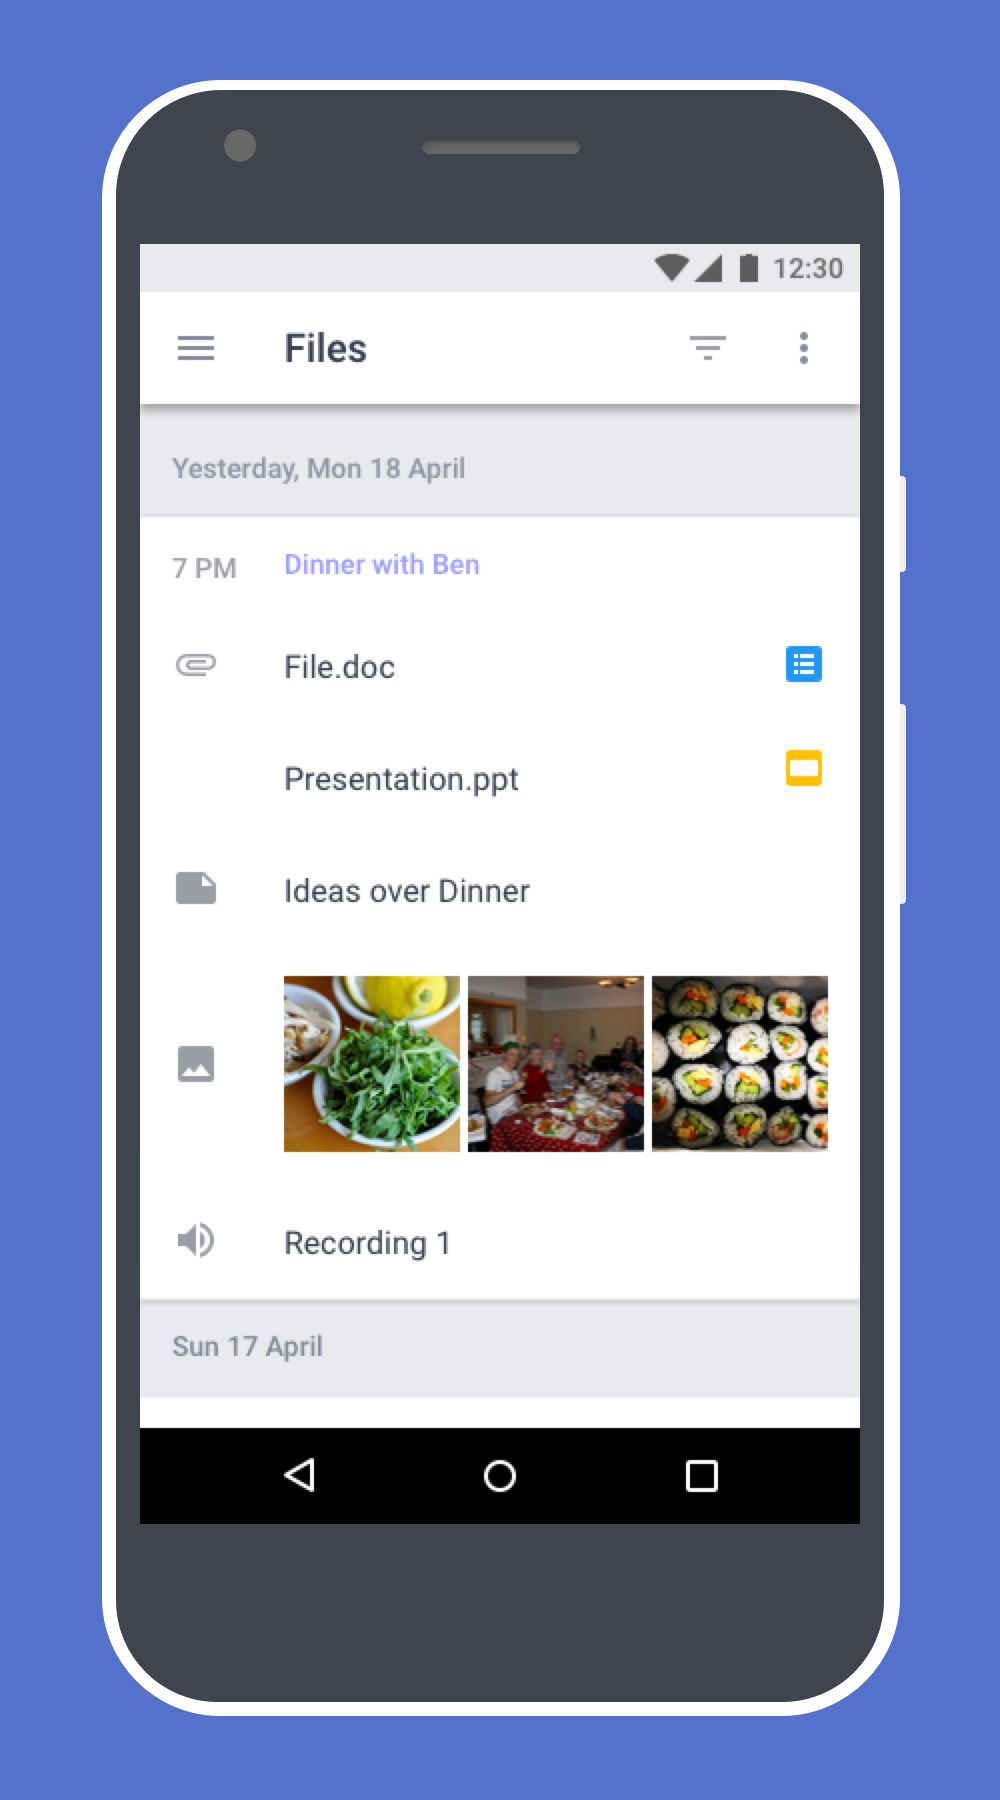 12:30
Files
Yesterday, Mon 18 April
7 PM Dinner with Ben
File.doc
Presentation.ppt
Ideas over Dinner
Recording 1
Sun 17 April